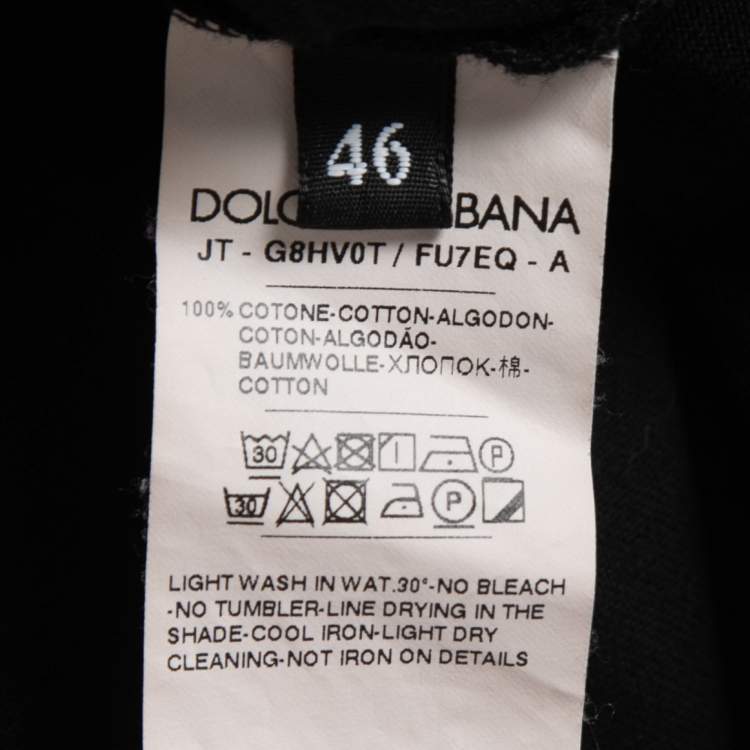 46
DOLC BBANA
JT - G8HV0T / FU7EQ - A
100% COTONE-COTTON-ALGODON-
COTON-ALGODÃO-
BAUMWOLLE-ХЛОПОК-棉-
COTTON
30 P
30 P
LIGHT WASH IN WAT.30°-NO BLEACH
-NO TUMBLER-LINE DRYING IN THE
SHADE-COOL IRON-LIGHT DRY
CLEANING-NOT IRON ON DETAILS